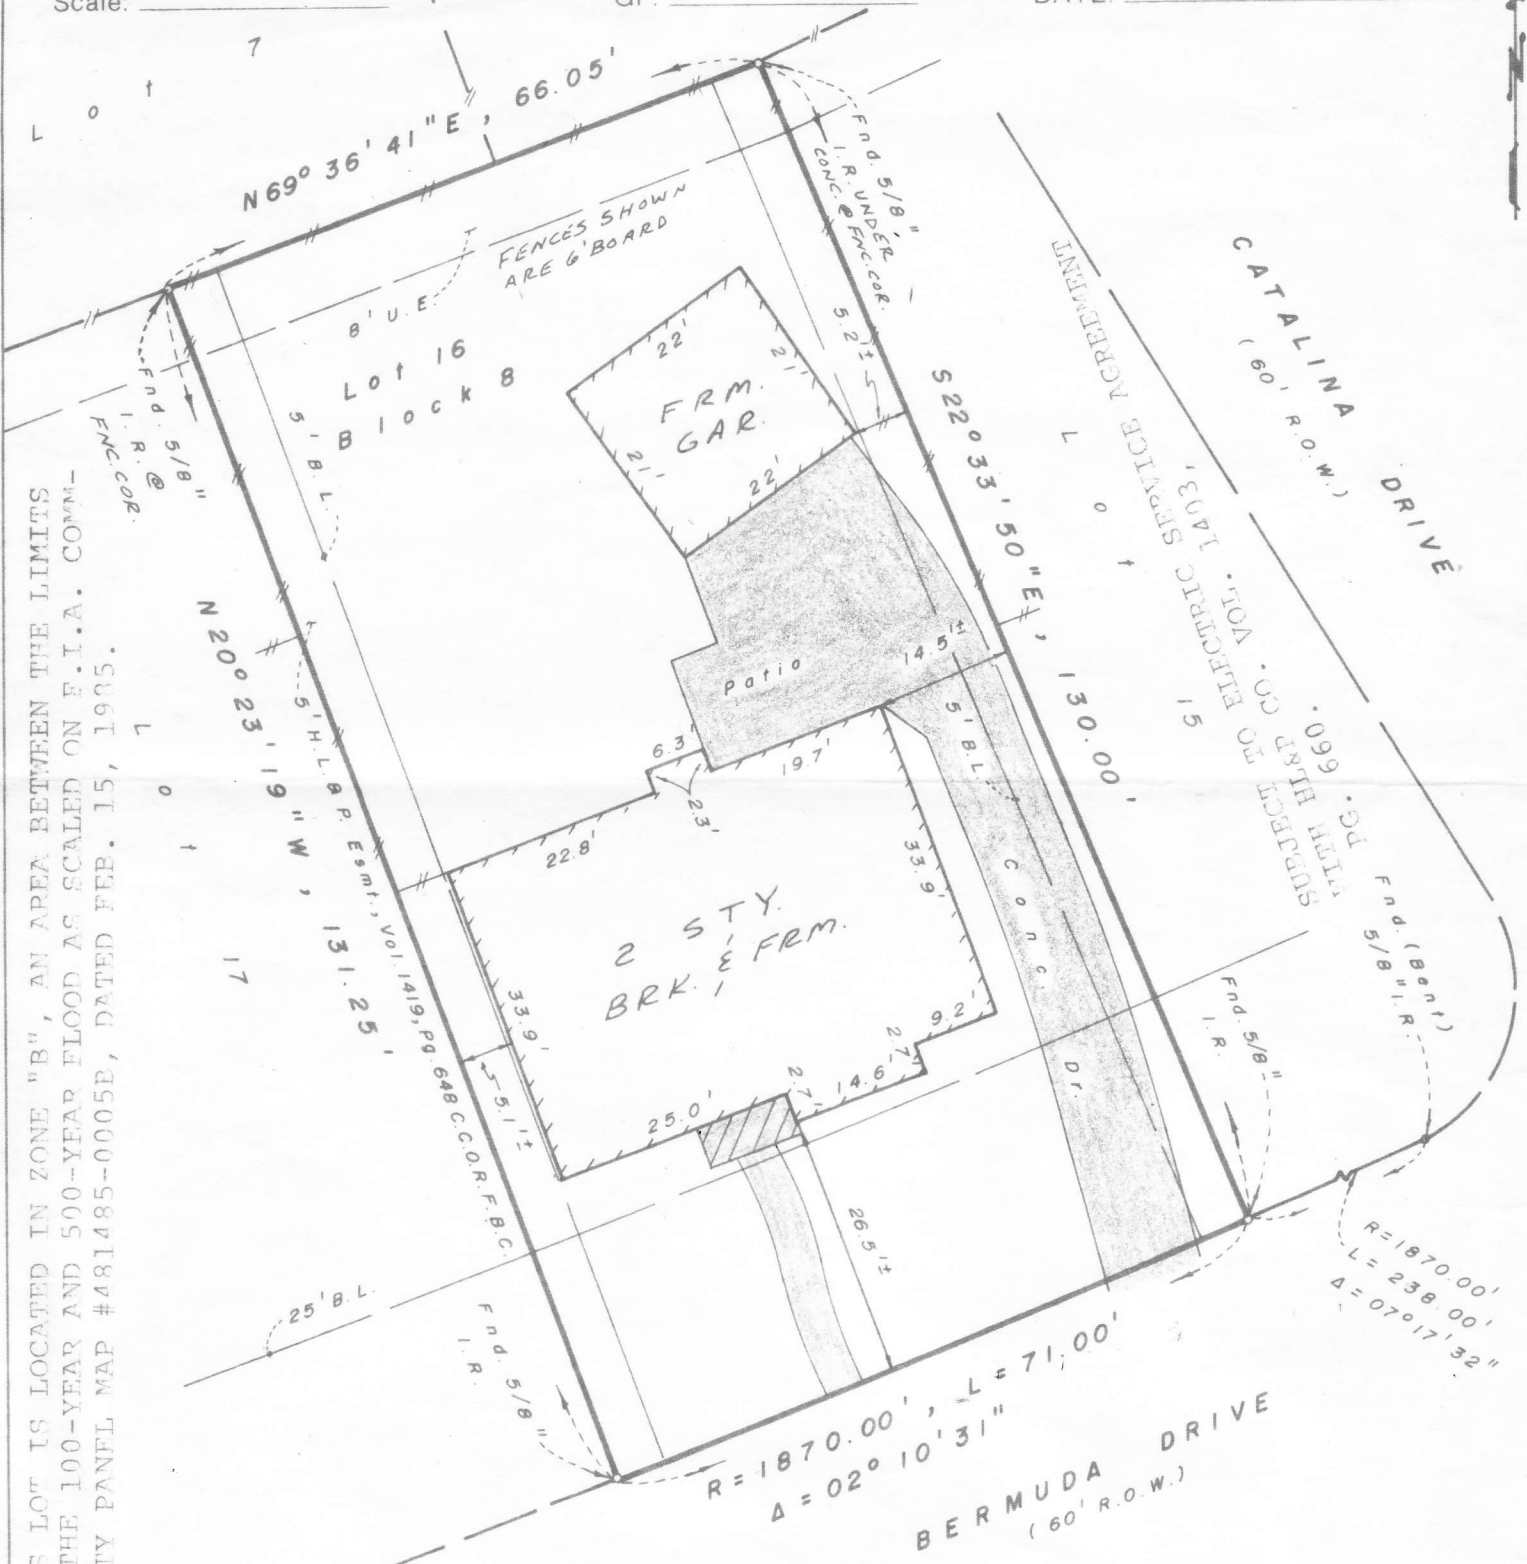 Scale:
GF:
DATE:
N
7
Lot
N69° 36' 41"E, 66.05'
FENCES SHOWN
ARE 6' BOARD
8' U.E.
Lot 16
Block 8
5' B.L.
Fnd. 5/8"
I.R. @
FNC.COR.
Fnd. 5/8"
I.R. UNDER
CONC. @ FNC.COR.
22'
21'
FRM.
GAR.
21'
22'
5.2'±
S22° 33' 50"E, 130.00'
CATALINA DRIVE
(60' R.O.W.)
Lot
15
SUBJECT TO ELECTRIC SERVICE AGREEMENT
WITH HL&P CO. VOL. 1403,
PG. 660.
N20° 23' 19"W, 131.25'
5' H.L.&P. Esmt., Vol. 1419, Pg. 648 C.C.O.R.F.B.C.
Lot
17
Patio
14.5'±
6.3'
2.3'
19.7'
22.8'
5' B.L.
Conc. Dr.
33.9'
2 STY.
BRK. & FRM.
33.9'
5.1'±
9.2'
2.7'
14.6'
2.7'
25.0'
26.5'±
25' B.L.
Fnd. 5/8"
I.R.
Fnd. 5/8"
I.R.
Fnd. (Bent)
5/8" I.R.
R=1870.00'
L= 238.00'
Δ= 07°17'32"
R=1870.00', L=71.00'
Δ=02° 10'31"
BERMUDA DRIVE
(60' R.O.W.)
S LOT IS LOCATED IN ZONE "B", AN AREA BETWEEN THE LIMITS
THE 100-YEAR AND 500-YEAR FLOOD AS SCALED ON F.I.A. COMM-
TY PANEL MAP #481485-0005B, DATED FEB. 15, 1985.